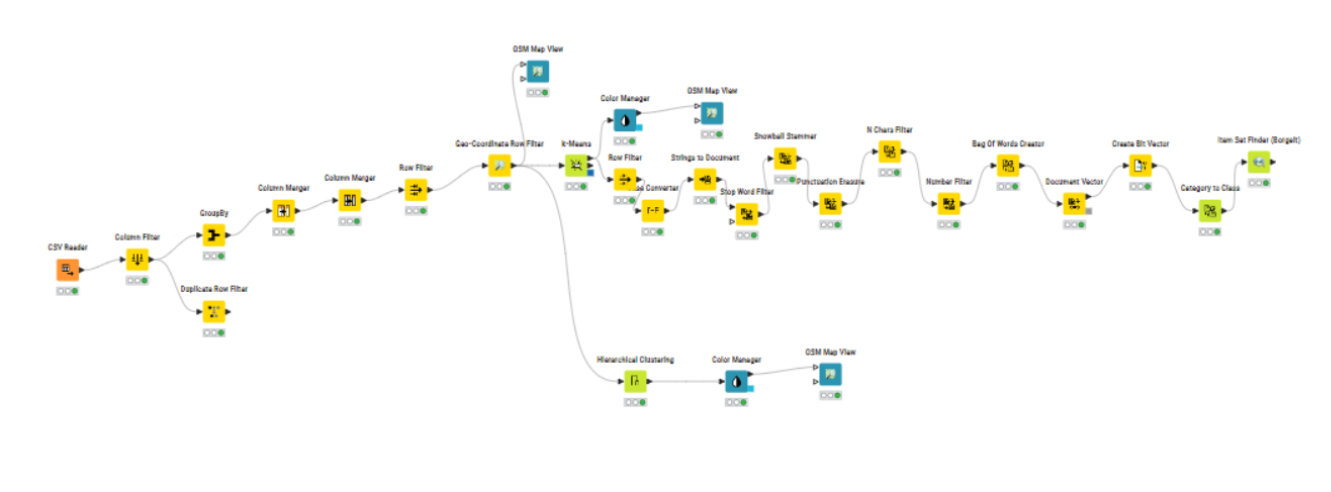 OSM Map View
Color Manager
OSM Map View
Geo-Coordinate Row Filter
k-Means
Row Filter
Strings to Document
Snowball Stemmer
N Chars Filter
Bag Of Words Creator
Create Bit Vector
Item Set Finder (Borgelt)
Row Filter
Column Merger
Column Merger
GroupBy
Column Filter
CSV Reader
Duplicate Row Filter
se Converter
Stop Word Filter
Punctuation Erasure
Number Filter
Document Vector
Category to Class
Hierarchical Clustering
Color Manager
OSM Map View